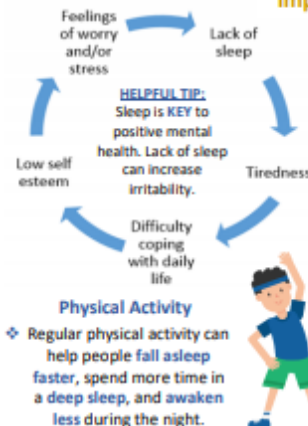 Imp
Feelings
of worry
and/or
stress
Lack of
sleep
HELPFUL TIP:
Sleep is KEY to
positive mental
health. Lack of sleep
can increase
irritability.
Low self
esteem
Tiredness
Difficulty
coping
with daily
life
Physical Activity
❖ Regular physical activity can
help people fall asleep
faster, spend more time in
a deep sleep, and awaken
less during the night.